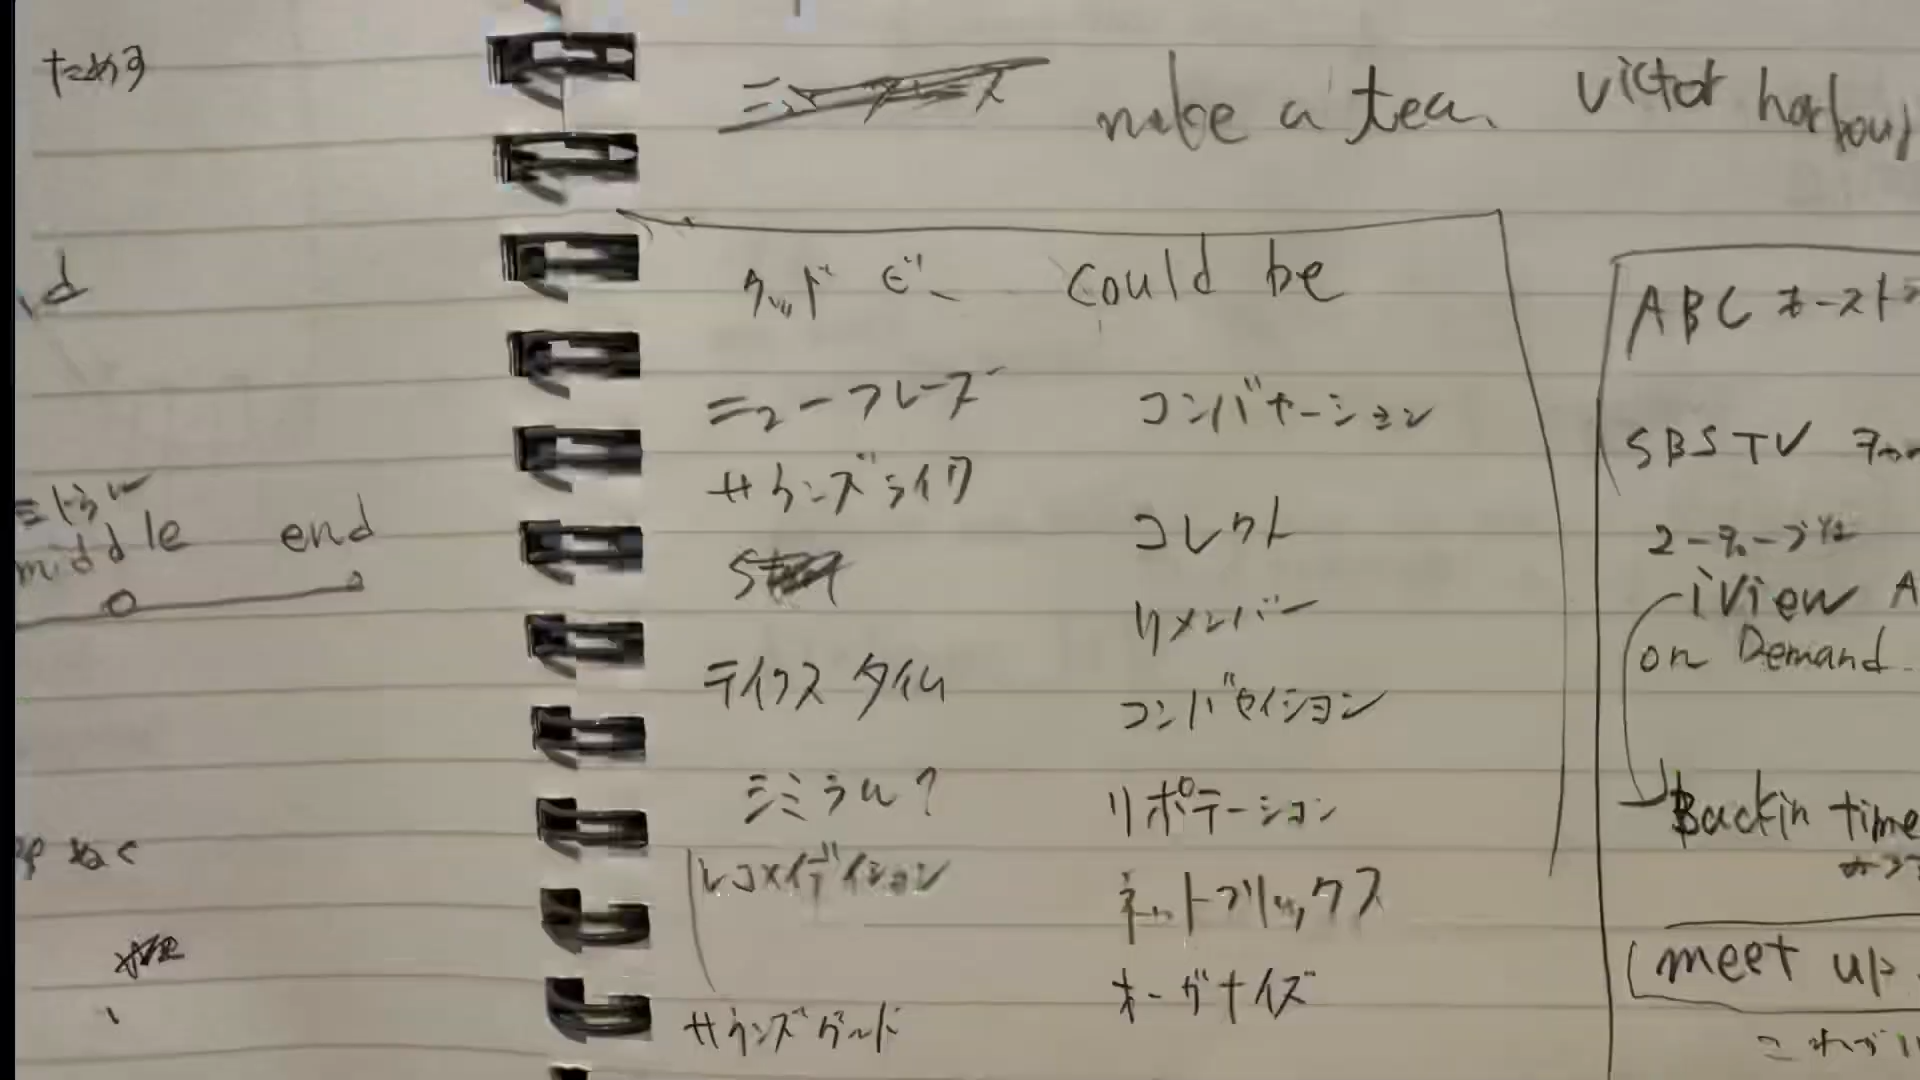 ためす
middle end
make a tea.
victor harbour
クッド ビー could be
ニューフレーズ
サウンズライク
テイクス タイム
シミラル?
レコメイデイション
サウンズグード
コンバセーション
コレクト
リメンバー
コンバセイション
リポテーション
ネットフリックス
オーガナイズ
ABC オースト
SBS TV
iView A
on Demand
Back in time
meet up
これが